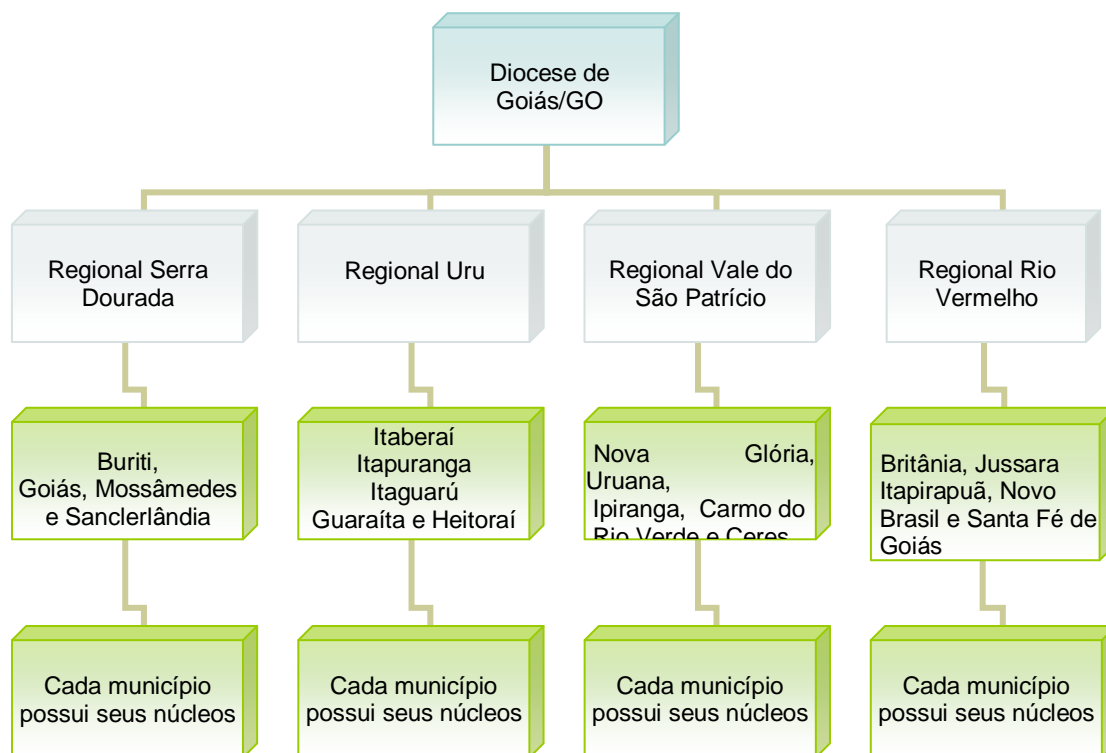 Diocese de
Goiás/GO
Regional Serra
Dourada
Regional Uru
Regional Vale do
São Patrício
Regional Rio
Vermelho
Buriti,
Goiás, Mossâmedes
e Sanclerlândia
Itaberaí
Itapuranga
Itaguarú
Guaraíta e Heitoraí
Nova Glória,
Uruana,
Ipiranga, Carmo do
Rio Verde e Ceres
Britânia, Jussara
Itapirapuã, Novo
Brasil e Santa Fé de
Goiás
Cada município
possui seus núcleos
Cada município
possui seus núcleos
Cada município
possui seus núcleos
Cada município
possui seus núcleos